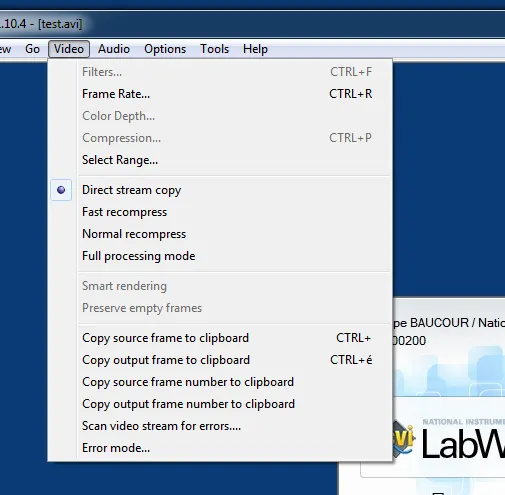 .10.4 - [test.avi]
ew Go Video Audio Options Tools Help
Filters... CTRL+F
Frame Rate... CTRL+R
Color Depth...
Compression... CTRL+P
Select Range...
Direct stream copy
Fast recompress
Normal recompress
Full processing mode
Smart rendering
Preserve empty frames
Copy source frame to clipboard CTRL+
Copy output frame to clipboard CTRL+é
Copy source frame number to clipboard
Copy output frame number to clipboard
Scan video stream for errors....
Error mode...
pe BAUCOUR / Natio
00200
NATIONAL INSTRUMEN
vi LabW